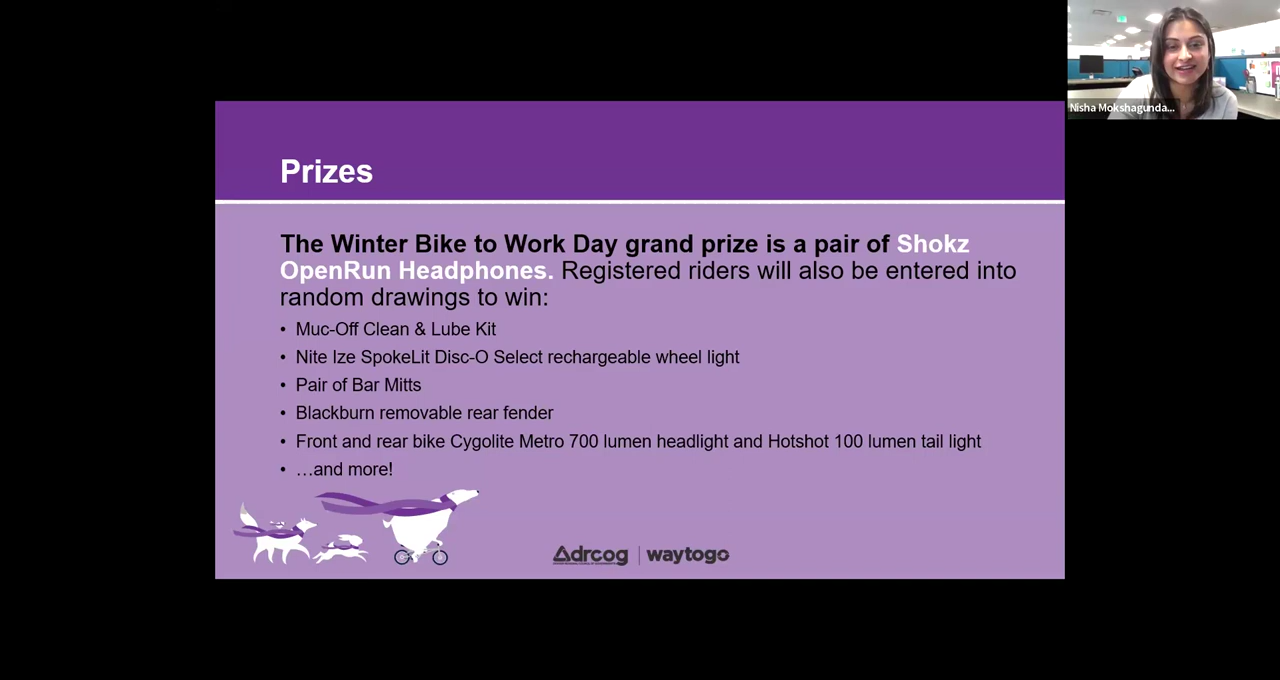 Nisha Mokshagunda...
Prizes
The Winter Bike to Work Day grand prize is a pair of Shokz
OpenRun Headphones. Registered riders will also be entered into
random drawings to win:
• Muc-Off Clean & Lube Kit
• Nite Ize SpokeLit Disc-O Select rechargeable wheel light
• Pair of Bar Mitts
• Blackburn removable rear fender
• Front and rear bike Cygolite Metro 700 lumen headlight and Hotshot 100 lumen tail light
• …and more!
drcog | waytogo